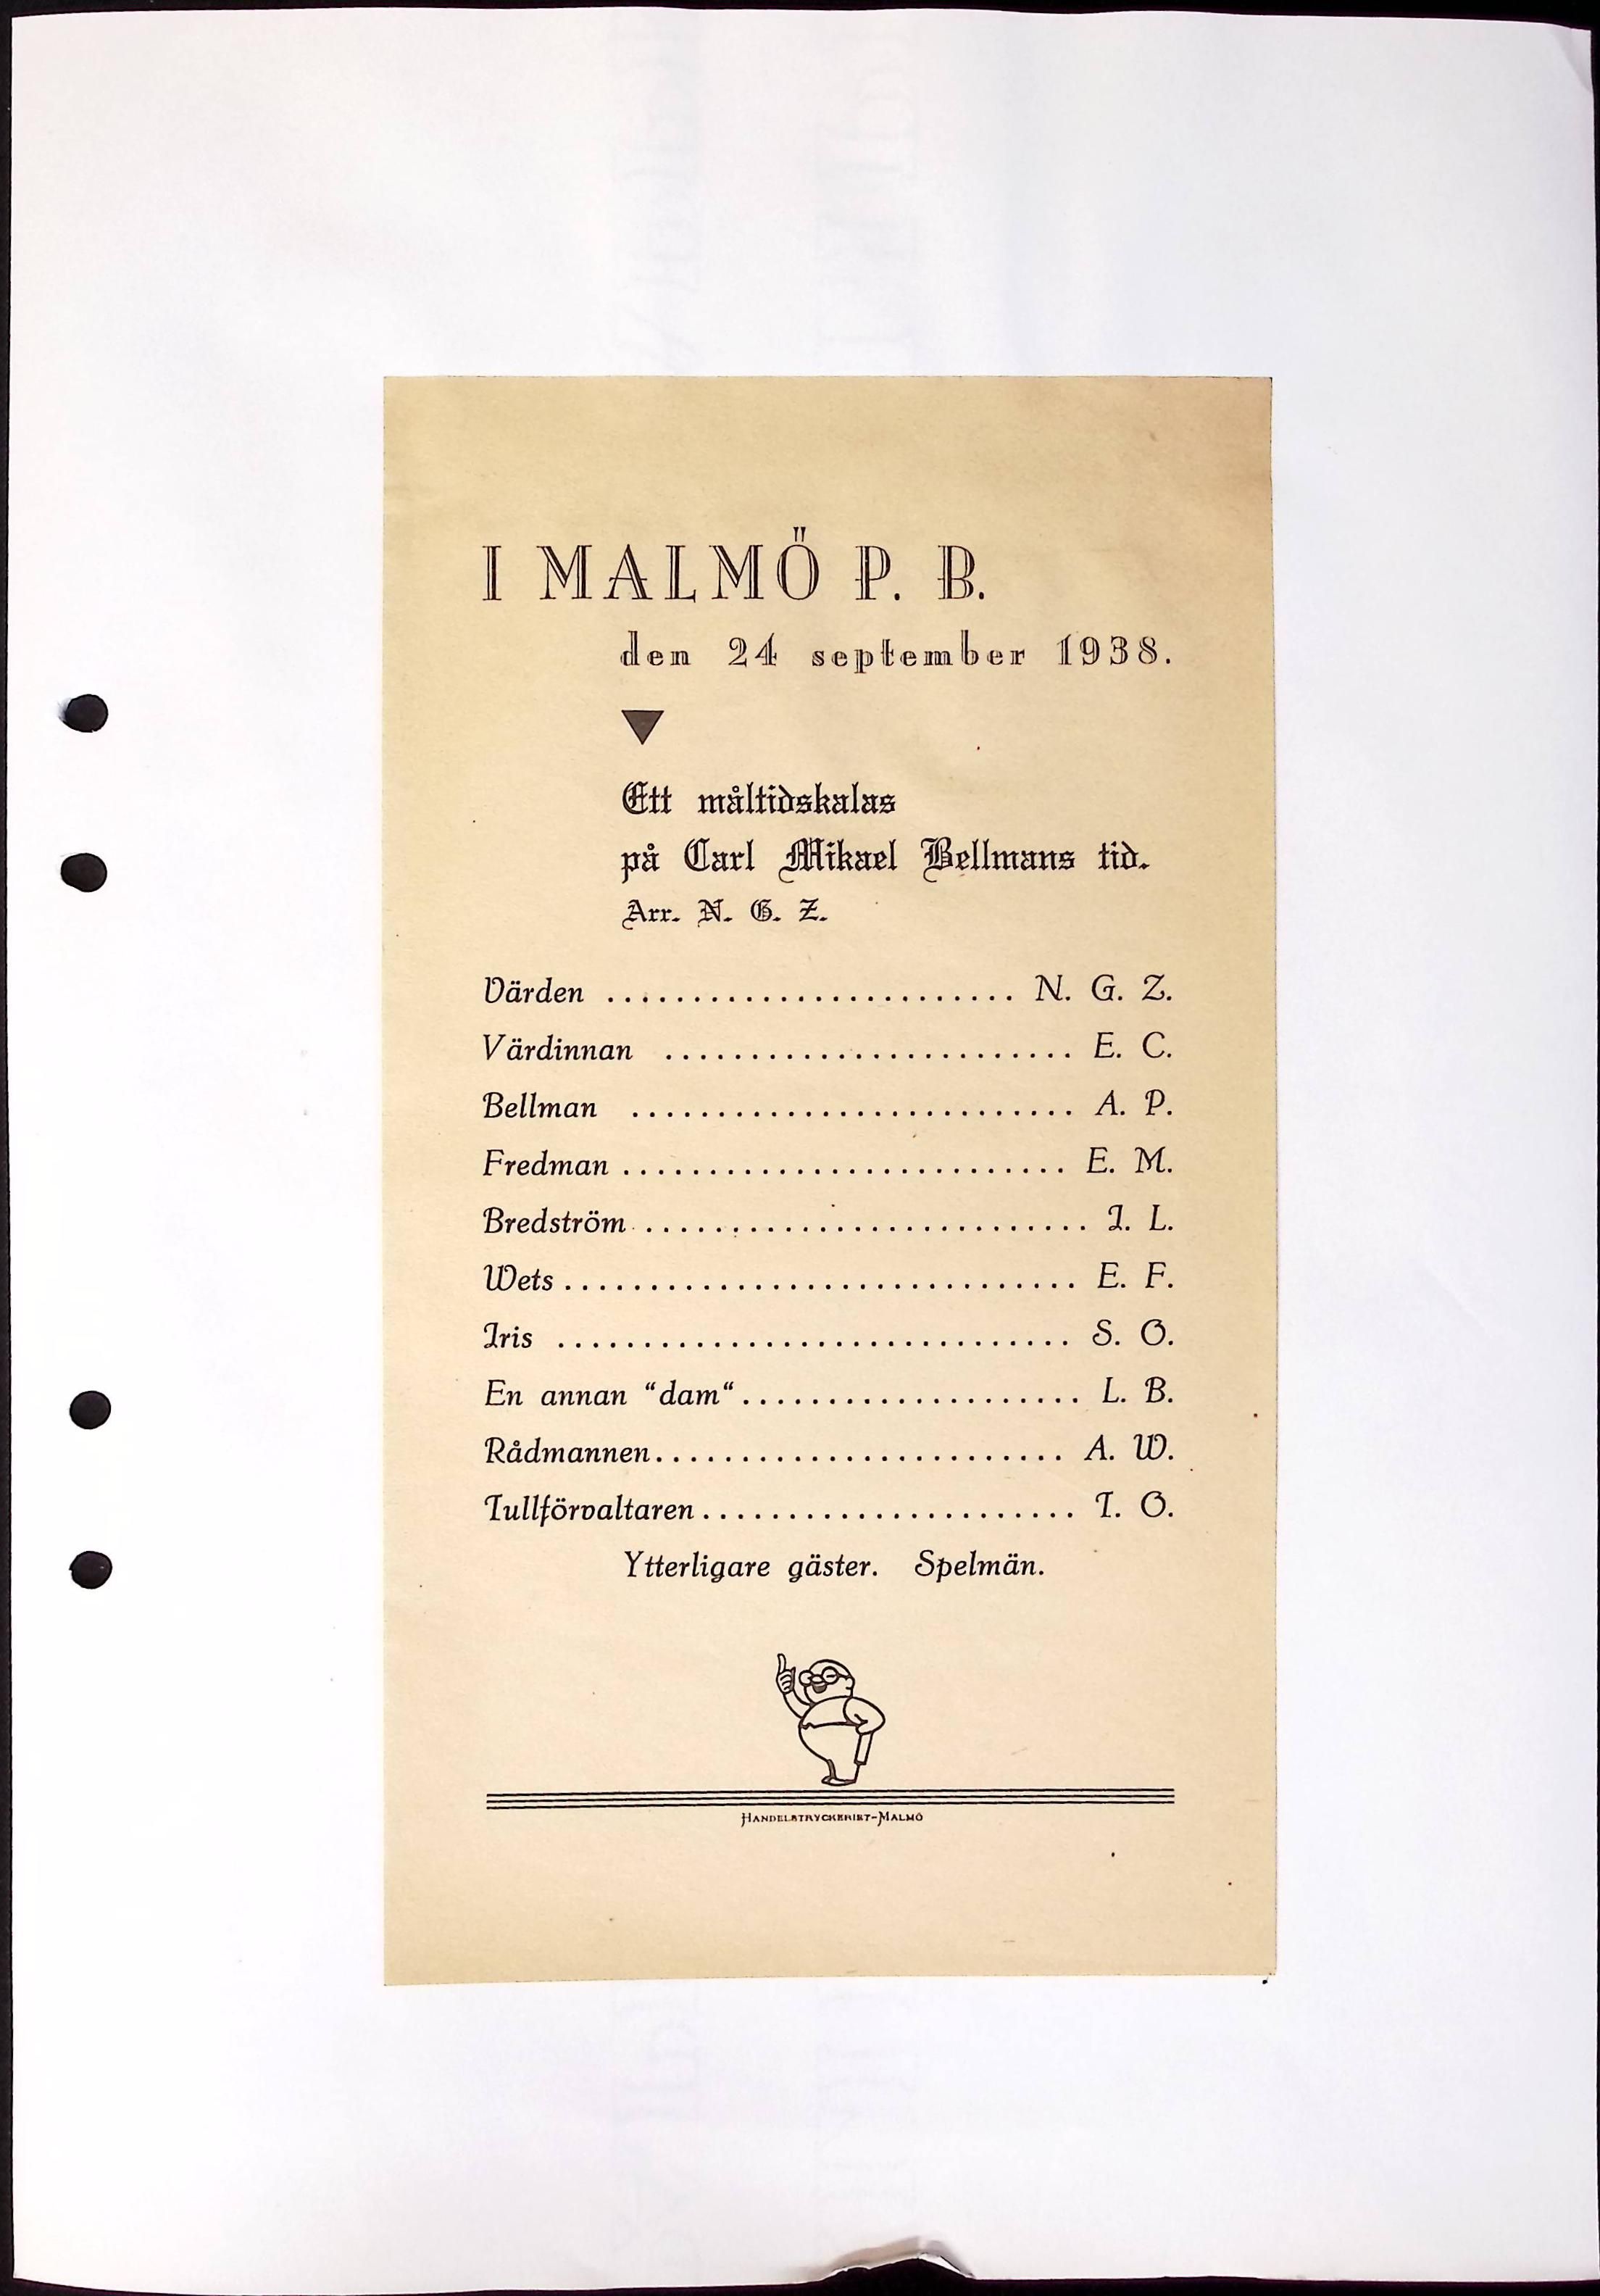 I MALMÖ P. B.
den 24 september 1938.
Ett måltidskalas
på Carl Mikael Bellmans tid.
Arr. N. G. Z.
Värden ........................ N. G. Z.
Värdinnan ........................ E. C.
Bellman .......................... A. P.
Fredman .......................... E. M.
Bredström .......................... I. L.
Wets .............................. E. F.
Iris .............................. S. O.
En annan “dam“ .................... L. B.
Rådmannen ........................ A. W.
Tullförvaltaren ...................... T. O.
Ytterligare gäster. Spelmän.
HANDELSTRYCKERIET-MALMÖ